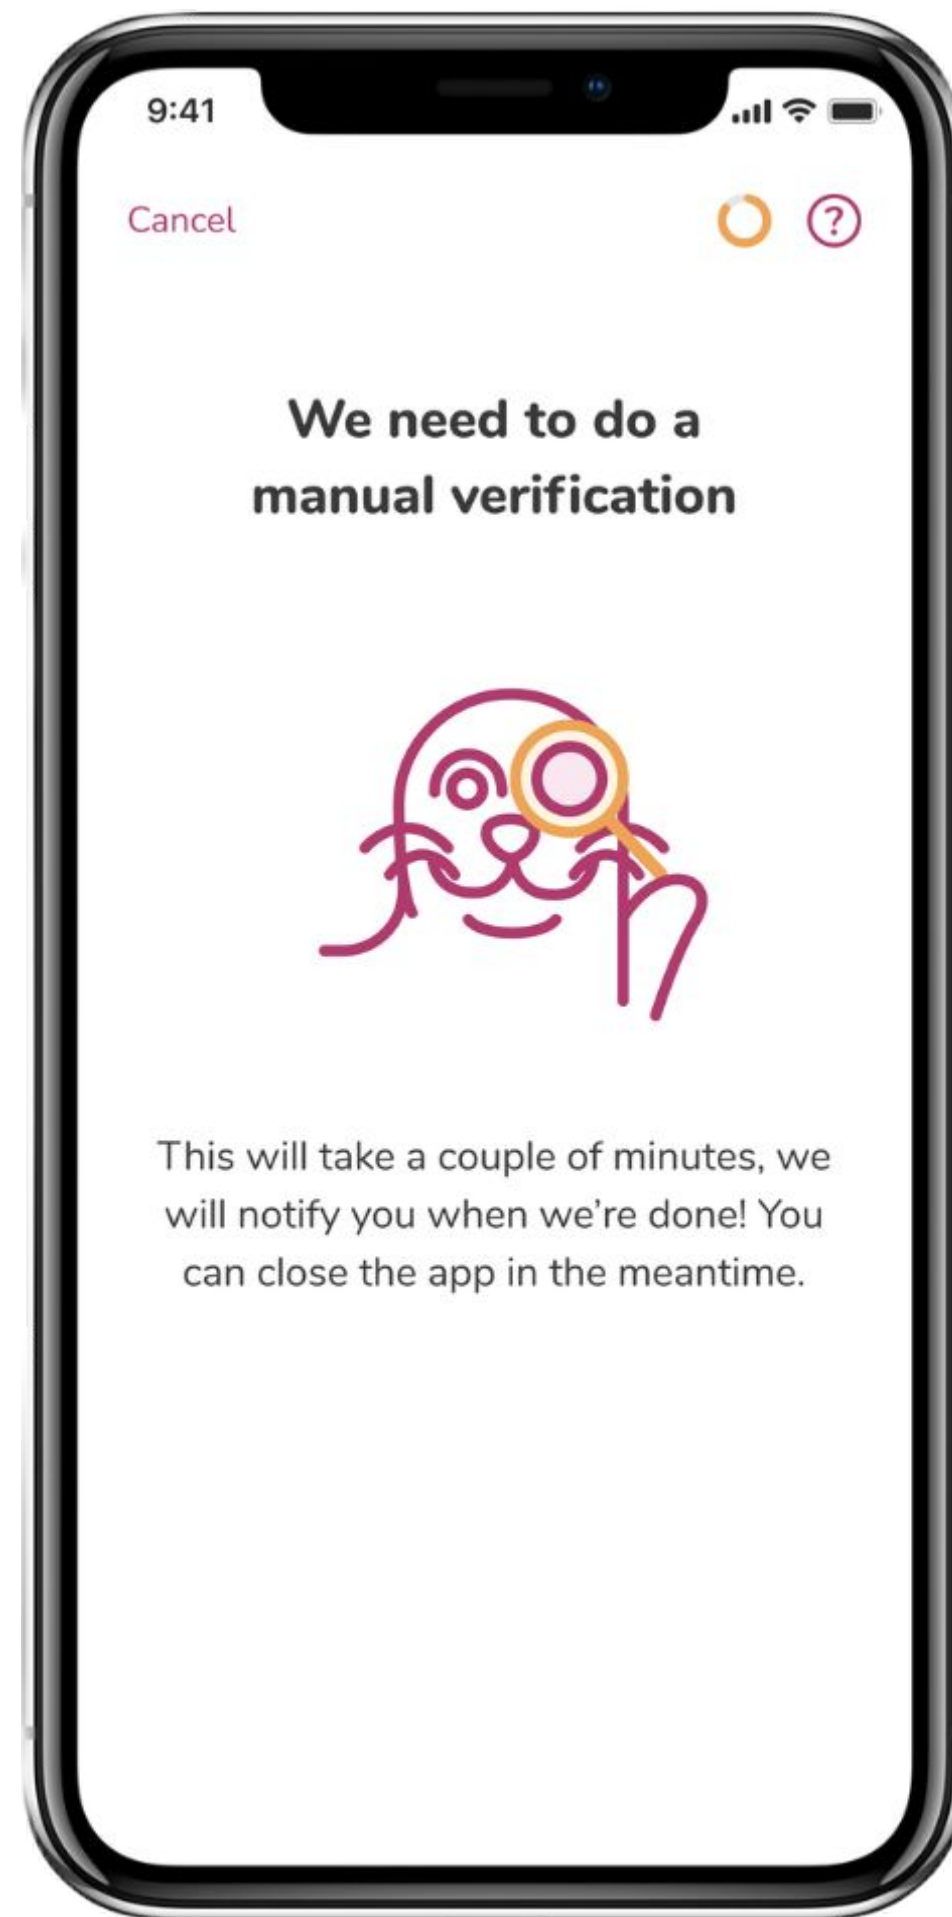 9:41
Cancel
?
We need to do a
manual verification
This will take a couple of minutes, we
will notify you when we’re done! You
can close the app in the meantime.